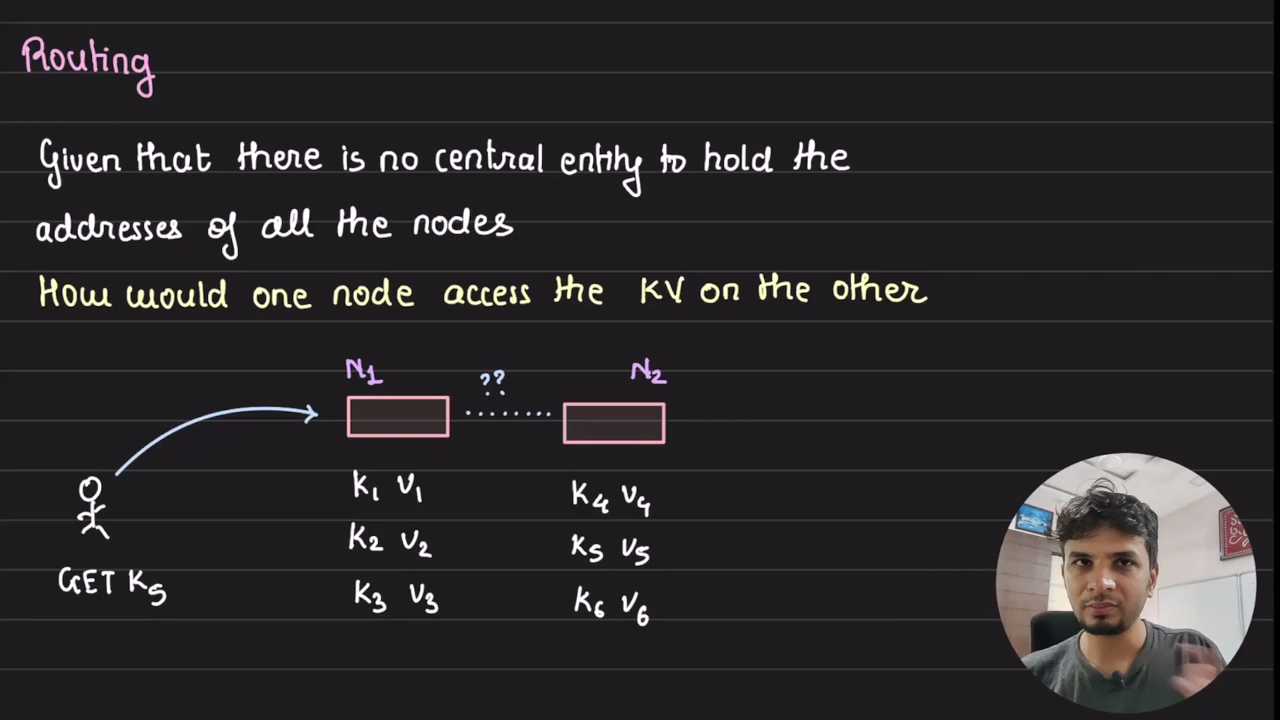 Routing
Given that there is no central entity to hold the
addresses of all the nodes
How would one node access the KV on the other
N1 ?? N2
K1 V1 K4 V4
K2 V2 K5 V5
GET K5 K3 V3 K6 V6